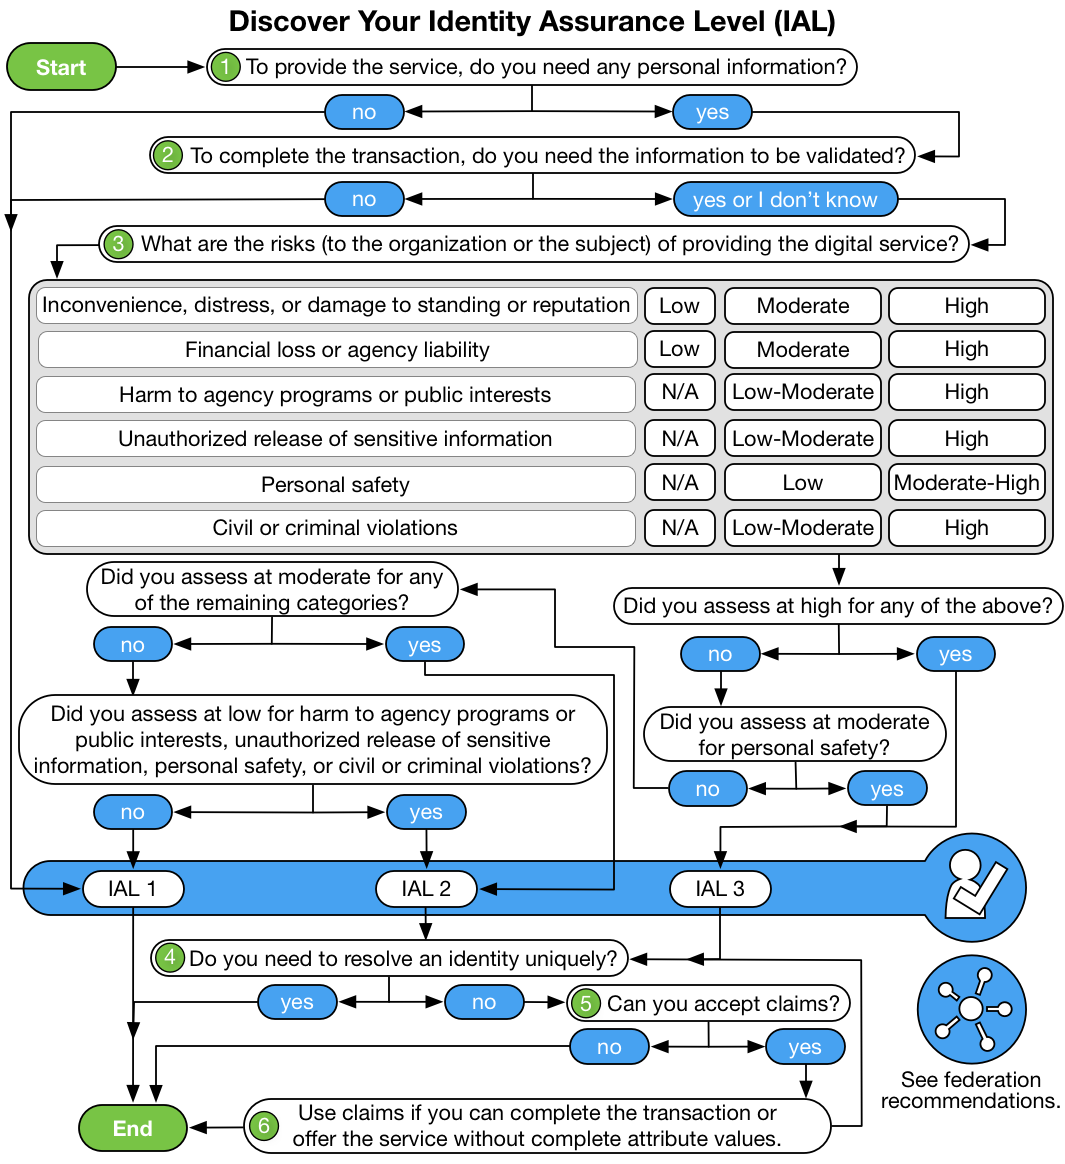 Discover Your Identity Assurance Level (IAL)
Start
1 To provide the service, do you need any personal information?
no
yes
2 To complete the transaction, do you need the information to be validated?
no
yes or I don't know
3 What are the risks (to the organization or the subject) of providing the digital service?
Inconvenience, distress, or damage to standing or reputation Low Moderate High
Financial loss or agency liability Low Moderate High
Harm to agency programs or public interests N/A Low-Moderate High
Unauthorized release of sensitive information N/A Low-Moderate High
Personal safety N/A Low Moderate-High
Civil or criminal violations N/A Low-Moderate High
Did you assess at moderate for any
of the remaining categories?
no
yes
Did you assess at high for any of the above?
no
yes
Did you assess at low for harm to agency programs or
public interests, unauthorized release of sensitive
information, personal safety, or civil or criminal violations?
no
yes
Did you assess at moderate
for personal safety?
no
yes
IAL 1
IAL 2
IAL 3
4 Do you need to resolve an identity uniquely?
yes
no
5 Can you accept claims?
no
yes
See federation
recommendations.
6 Use claims if you can complete the transaction or
offer the service without complete attribute values.
End